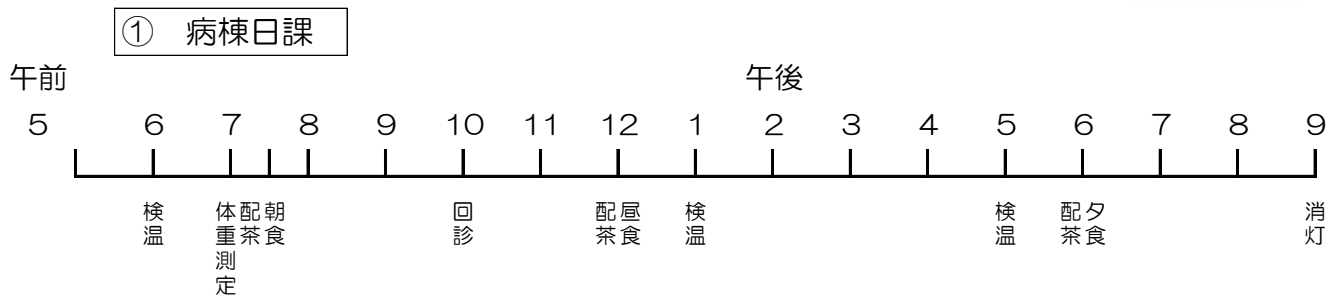 ① 病棟日課
午前 午後
5 6 7 8 9 10 11 12 1 2 3 4 5 6 7 8 9
検温
体重測定
配茶
朝食
回診
配茶
昼食
検温
検温
配茶
夕食
消灯